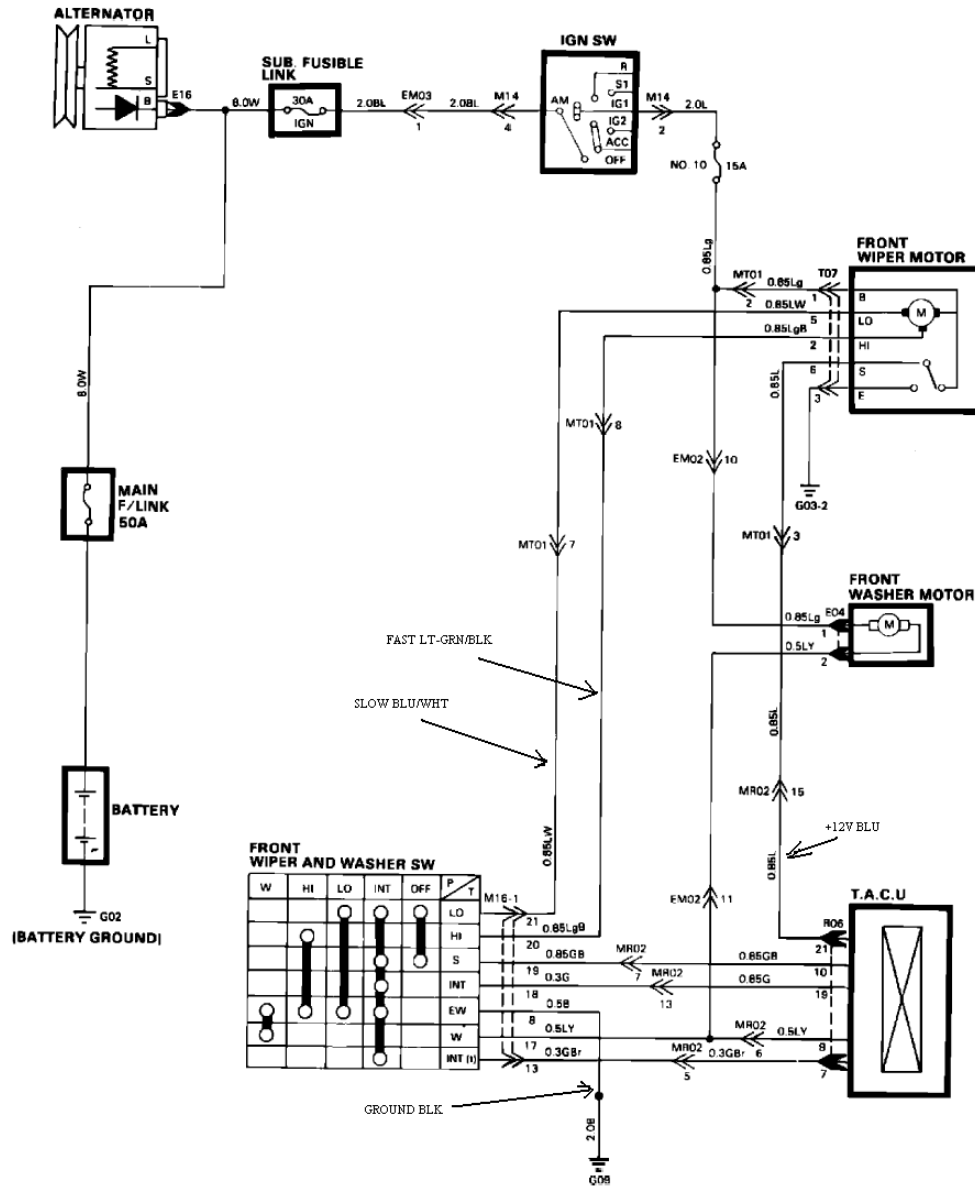 ALTERNATOR
L
S
B
E16
8.0W
SUB. FUSIBLE
LINK
30A
IGN
2.0BL
EM03
1
2.0BL
M14
4
IGN SW
AM
R
S1
IG1
IG2
ACC
OFF
M14
2
2.0L
NO. 10
15A
0.85Lg
8.0W
MAIN
F/LINK
50A
BATTERY
G02
(BATTERY GROUND)
FRONT
WIPER MOTOR
MT01
2
0.85Lg
T07
1
B
0.85LW
5
LO
M
0.85LgB
2
HI
6
S
3
E
0.85L
G03-2
MT01
8
EM02
10
MT01
7
MT01
3
FRONT
WASHER MOTOR
0.85Lg
E04
1
M
0.5LY
2
FAST LT-GRN/BLK
SLOW BLU/WHT
0.85L
MR02
15
+12V BLU
0.85L
0.85LW
FRONT
WIPER AND WASHER SW
W
HI
LO
INT
OFF
P
T
LO
HI
S
INT
EW
W
INT (1)
M16-1
21
20
0.85LgB
19
0.85GB
18
0.3G
8
0.5B
17
0.5LY
13
0.3GBr
EM02
11
T.A.C.U
R06
21
MR02
7
0.85GB
10
MR02
13
0.85G
19
MR02
6
0.5LY
9
MR02
5
0.3GBr
7
GROUND BLK
2.0B
G09